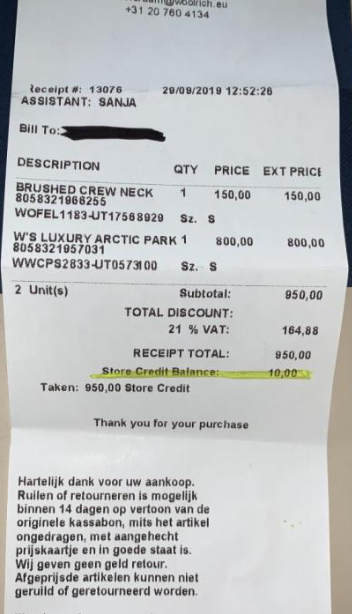 @woolrich.eu
+31 20 760 4134
Receipt #: 13076 29/09/2019 12:52:26
ASSISTANT: SANJA
Bill To:
DESCRIPTION QTY PRICE EXT PRICE
BRUSHED CREW NECK 1 150,00 150,00
8058321966255
WOFEL1183-UT17568929 Sz. S
W'S LUXURY ARCTIC PARK 1 800,00 800,00
8058321957031
WWCPS2833-UT0573100 Sz. S
2 Unit(s) Subtotal: 950,00
TOTAL DISCOUNT:
21 % VAT: 164,88
RECEIPT TOTAL: 950,00
Store Credit Balance: 10,00
Taken: 950,00 Store Credit
Thank you for your purchase
Hartelijk dank voor uw aankoop.
Ruilen of retourneren is mogelijk
binnen 14 dagen op vertoon van de
originele kassabon, mits het artikel
ongedragen, met aangehecht
prijskaartje en in goede staat is.
Wij geven geen geld retour.
Afgeprijsde artikelen kunnen niet
geruild of geretourneerd worden.